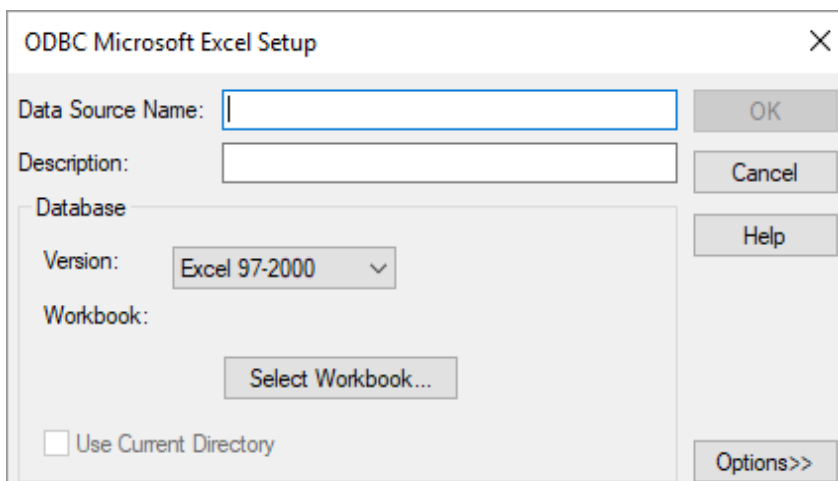 ODBC Microsoft Excel Setup
Data Source Name:
OK
Description:
Cancel
Database
Help
Version:
Excel 97-2000
Workbook:
Select Workbook...
Use Current Directory
Options>>